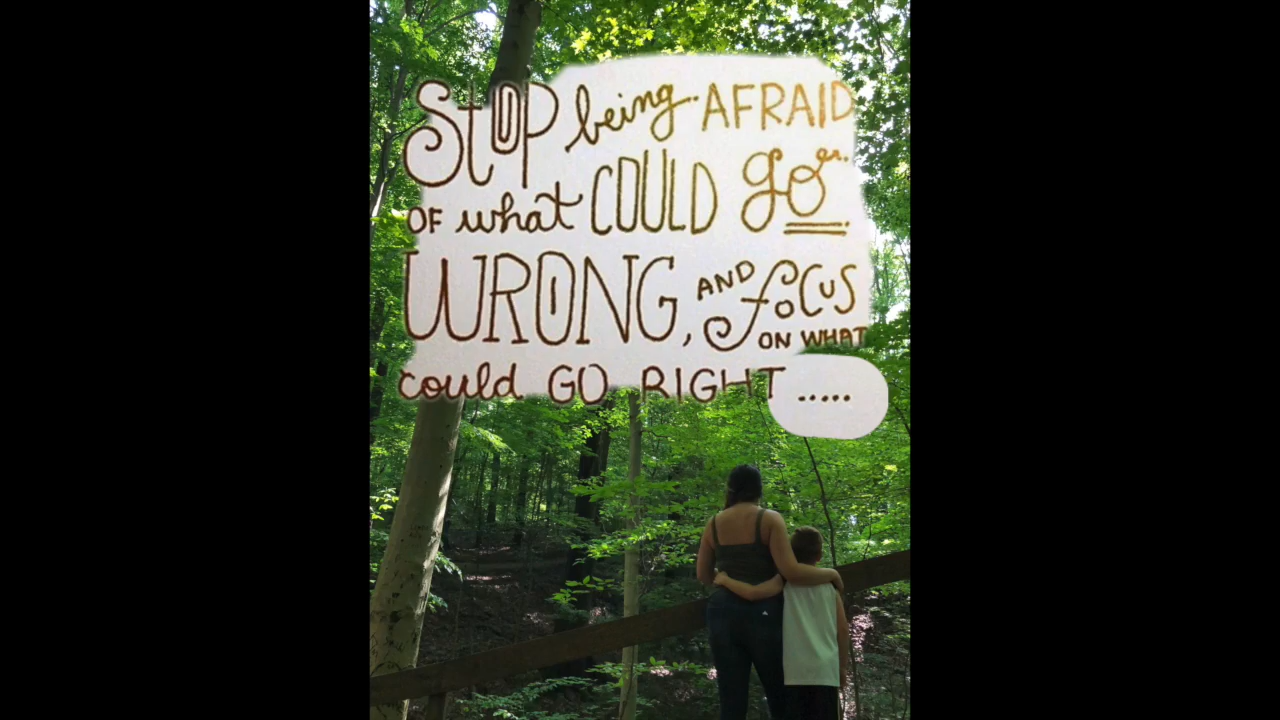 STOP being AFRAID
OF what COULD go
WRONG, AND focus
ON WHAT
could GO RIGHT .....